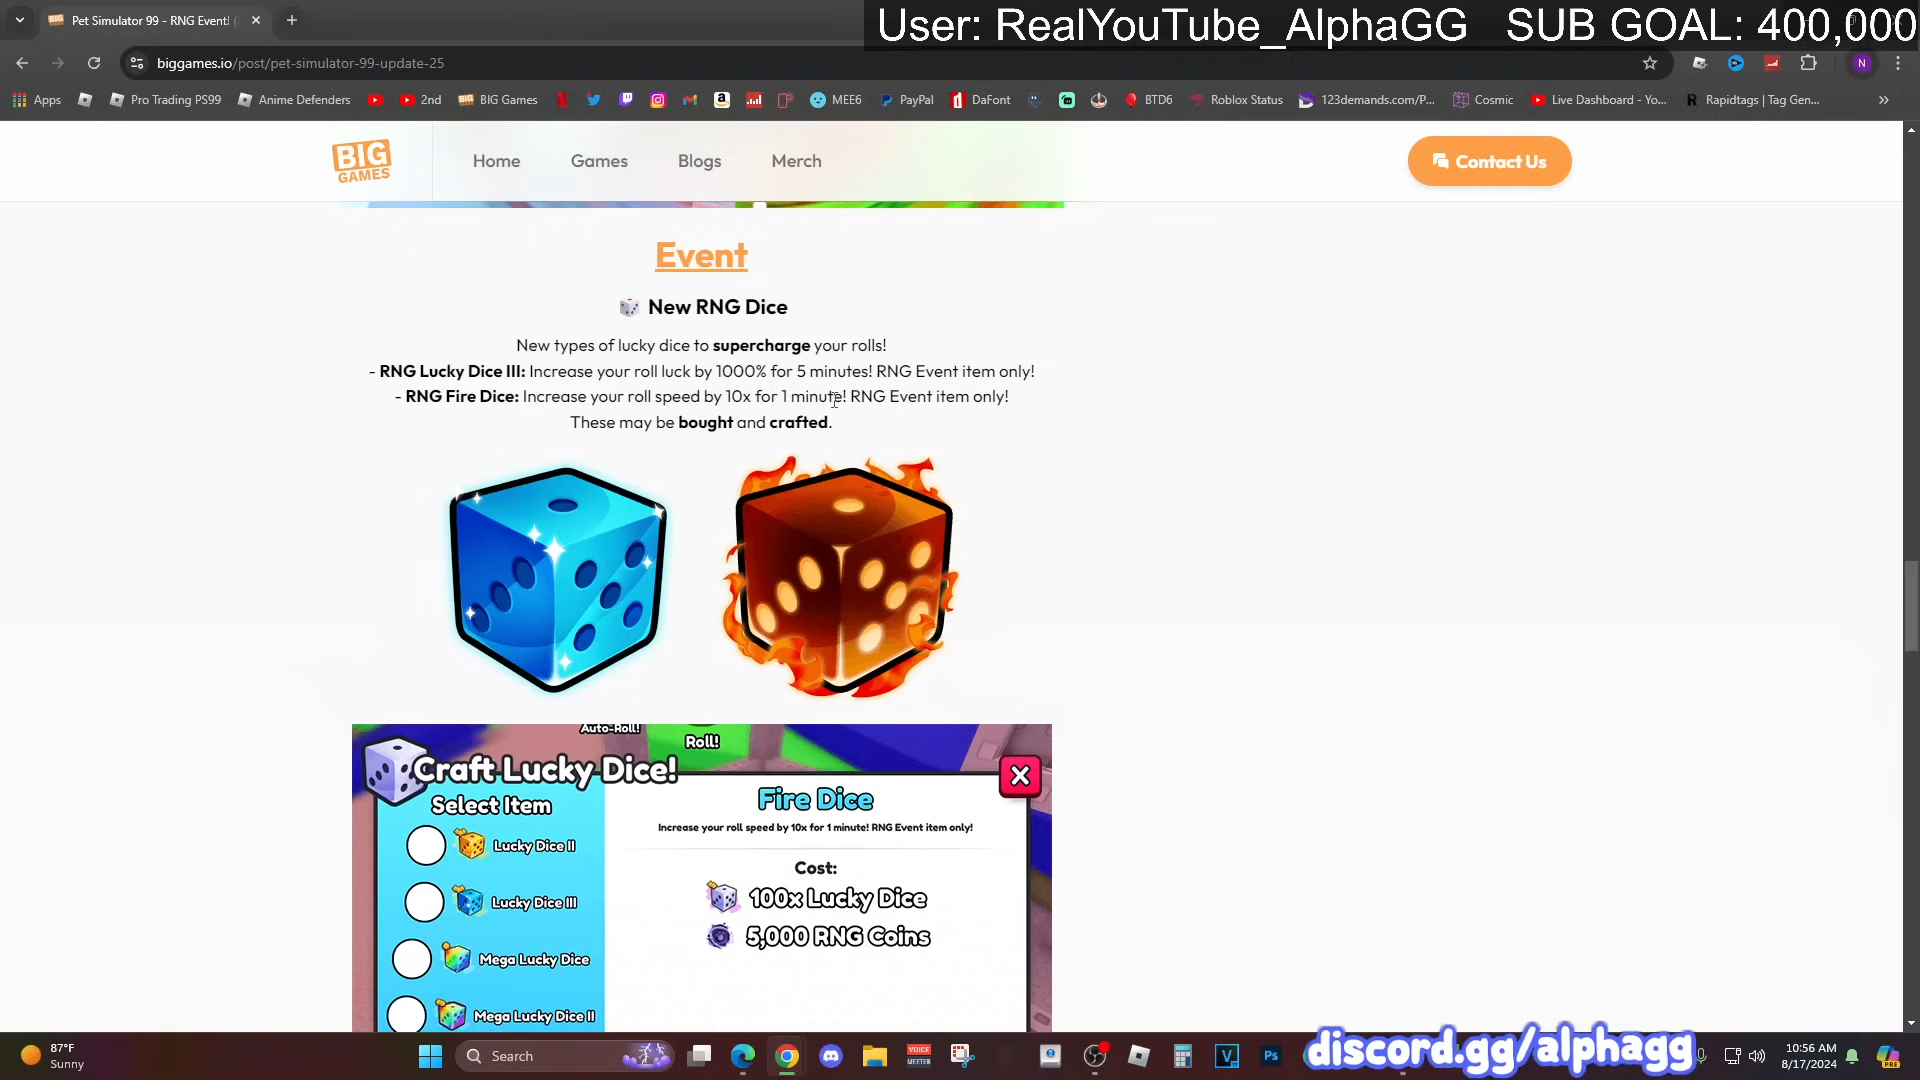 User: RealYouTube_AlphaGG SUB GOAL: 400,000
Pet Simulator 99 - RNG Event! (
biggames.io/post/pet-simulator-99-update-25
N
Apps
Pro Trading PS99
Anime Defenders
2nd
BIG Games
MEE6
PayPal
DaFont
BTD6
Roblox Status
123demands.com/P...
Cosmic
Live Dashboard - Yo...
Rapidtags | Tag Gen...
BIG GAMES
Home
Games
Blogs
Merch
Contact Us
Event
New RNG Dice
New types of lucky dice to supercharge your rolls!
- RNG Lucky Dice III: Increase your roll luck by 1000% for 5 minutes! RNG Event item only!
- RNG Fire Dice: Increase your roll speed by 10x for 1 minute! RNG Event item only!
These may be bought and crafted.
Auto-Roll!
Roll!
Craft Lucky Dice!
Select Item
Lucky Dice II
Lucky Dice III
Mega Lucky Dice
Mega Lucky Dice II
Fire Dice
Increase your roll speed by 10x for 1 minute! RNG Event item only!
Cost:
100x Lucky Dice
5,000 RNG Coins
87°F
Sunny
Search
VOICE MEETER
V
Ps
discord.gg/alphagg
10:56 AM
8/17/2024
PRE